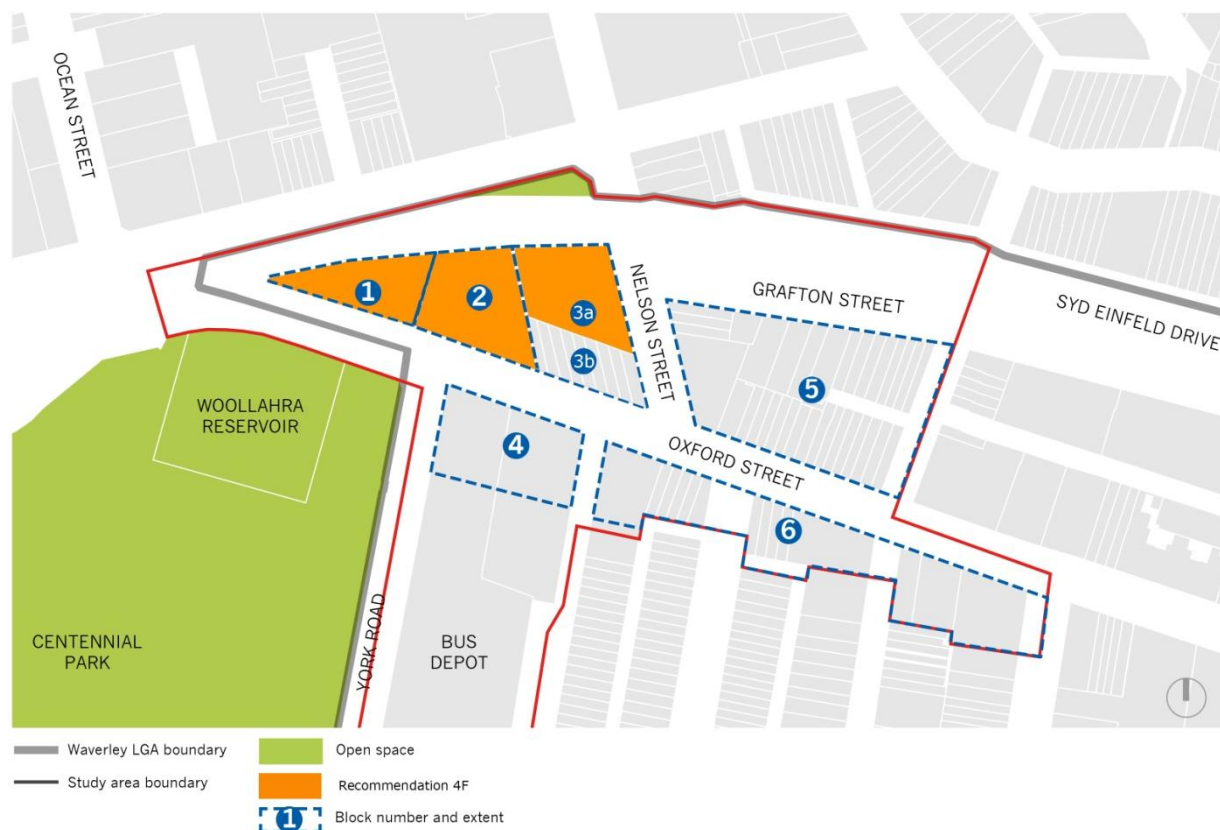 OCEAN STREET
NELSON STREET
GRAFTON STREET
SYD EINFELD DRIVE
1
2
3a
3b
5
WOOLLAHRA
RESERVOIR
4
OXFORD STREET
6
CENTENNIAL
PARK
YORK ROAD
BUS
DEPOT
Waverley LGA boundary
Open space
Study area boundary
Recommendation 4F
1
Block number and extent